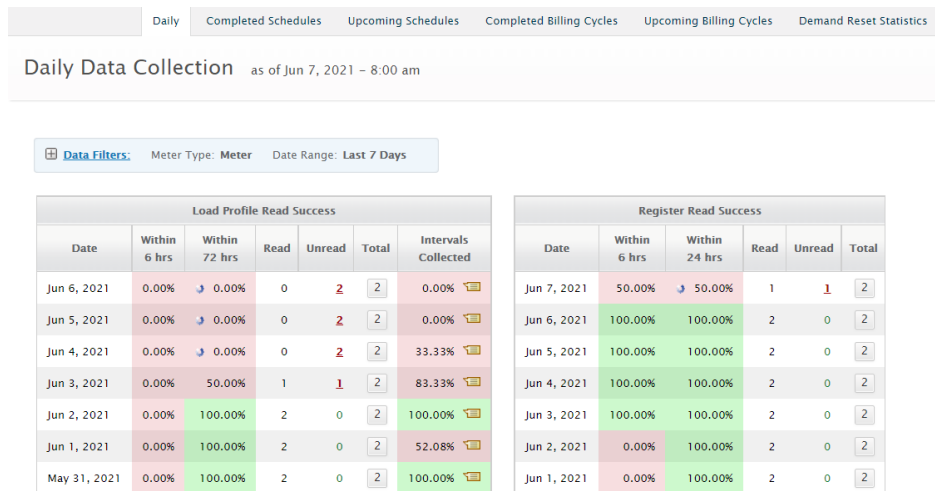 Daily Completed Schedules Upcoming Schedules Completed Billing Cycles Upcoming Billing Cycles Demand Reset Statistics
Daily Data Collection as of Jun 7, 2021 – 8:00 am
Data Filters: Meter Type: Meter Date Range: Last 7 Days
Load Profile Read Success
Date Within 6 hrs Within 72 hrs Read Unread Total Intervals Collected
Jun 6, 2021 0.00% 0.00% 0 2 2 0.00%
Jun 5, 2021 0.00% 0.00% 0 2 2 0.00%
Jun 4, 2021 0.00% 0.00% 0 2 2 33.33%
Jun 3, 2021 0.00% 50.00% 1 1 2 83.33%
Jun 2, 2021 0.00% 100.00% 2 0 2 100.00%
Jun 1, 2021 0.00% 100.00% 2 0 2 52.08%
May 31, 2021 0.00% 100.00% 2 0 2 100.00%
Register Read Success
Date Within 6 hrs Within 24 hrs Read Unread Total
Jun 7, 2021 50.00% 50.00% 1 1 2
Jun 6, 2021 100.00% 100.00% 2 0 2
Jun 5, 2021 100.00% 100.00% 2 0 2
Jun 4, 2021 100.00% 100.00% 2 0 2
Jun 3, 2021 100.00% 100.00% 2 0 2
Jun 2, 2021 0.00% 100.00% 2 0 2
Jun 1, 2021 0.00% 100.00% 2 0 2